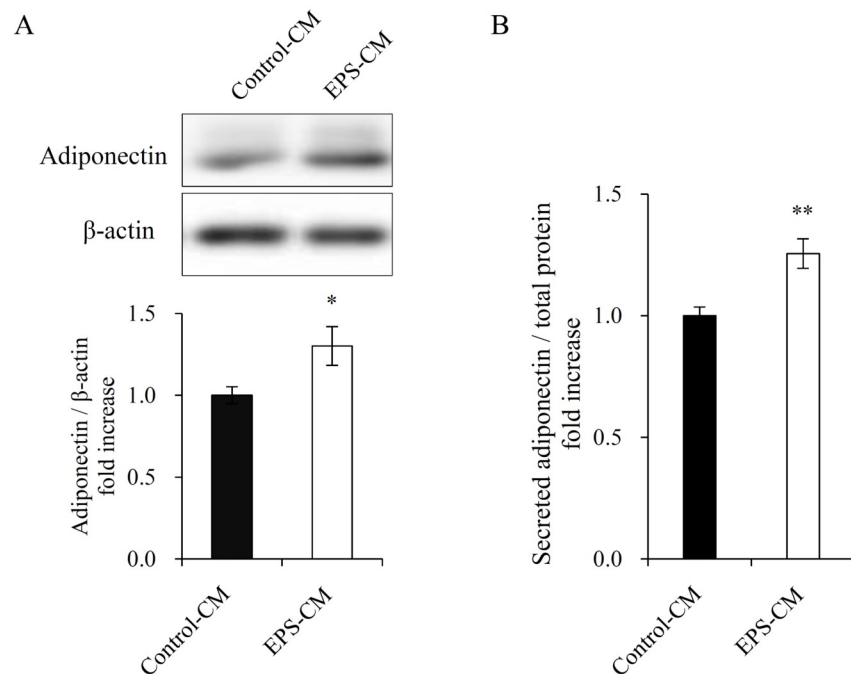 A
Control-CM
EPS-CM
Adiponectin
β-actin
Adiponectin / β-actin
fold increase
1.5
*
1.0
0.5
0.0
Control-CM
EPS-CM
B
Secreted adiponectin / total protein
fold increase
1.5
**
1.0
0.5
0.0
Control-CM
EPS-CM